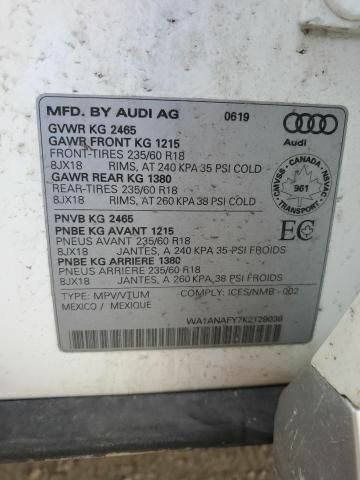 MFD. BY AUDI AG 0619
GVWR KG 2465
GAWR FRONT KG 1215
FRONT-TIRES 235/60 R18
8JX18 RIMS, AT 240 KPA 35 PSI COLD
GAWR REAR KG 1380
REAR-TIRES 235/60 R18
8JX18 RIMS, AT 260 KPA 38 PSI COLD
PNVB KG 2465
PNBE KG AVANT 1215
PNEUS AVANT 235/60 R18
8JX18 JANTES, A 240 KPA 35-PSI FROIDS
PNBE KG ARRIERE 1380
PNEUS ARRIERE 235/60 R18
8JX18 JANTES, A 260 KPA 38 PSI FROIDS
TYPE: MPV/VTUM COMPLY: ICES/NMB-002
MEXICO / MEXIQUE
WA1ANAFY7K2129038
Audi
CANADA
CMVSS NSVAC
961
TRANSPORT
EC